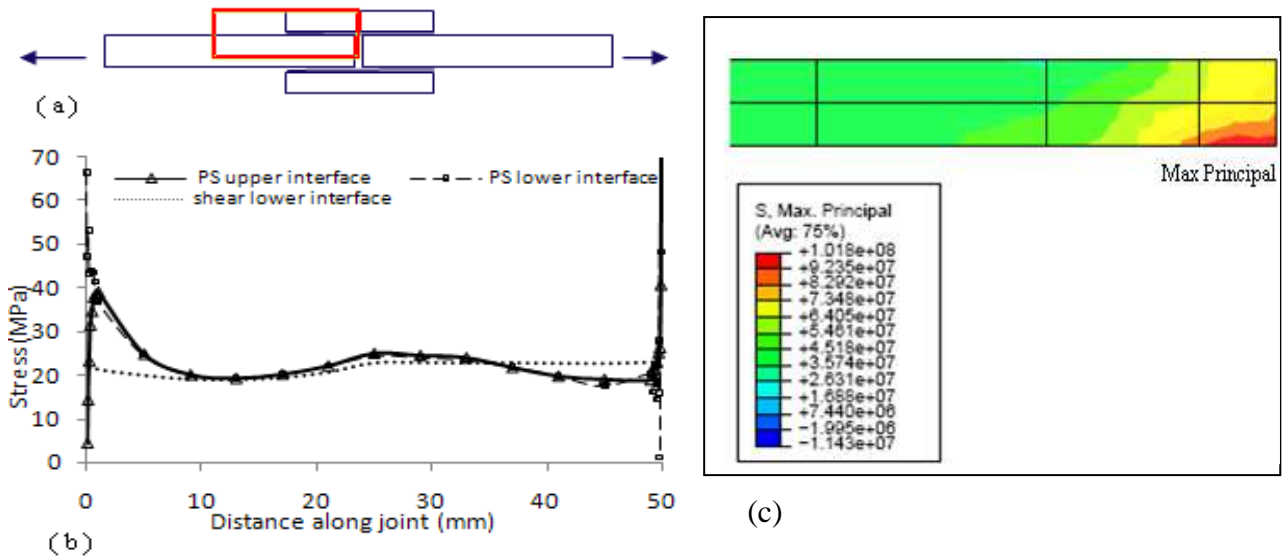 (a)
70
60
50
40
30
20
10
0
Stress (MPa)
PS upper interface
PS lower interface
shear lower interface
0 10 20 30 40 50
Distance along joint (mm)
(b)
Max Principal
S, Max. Principal
(Avg: 75%)
+1.018e+08
+9.235e+07
+8.292e+07
+7.348e+07
+6.405e+07
+5.461e+07
+4.518e+07
+3.574e+07
+2.631e+07
+1.688e+07
+7.440e+06
−1.995e+06
−1.143e+07
(c)